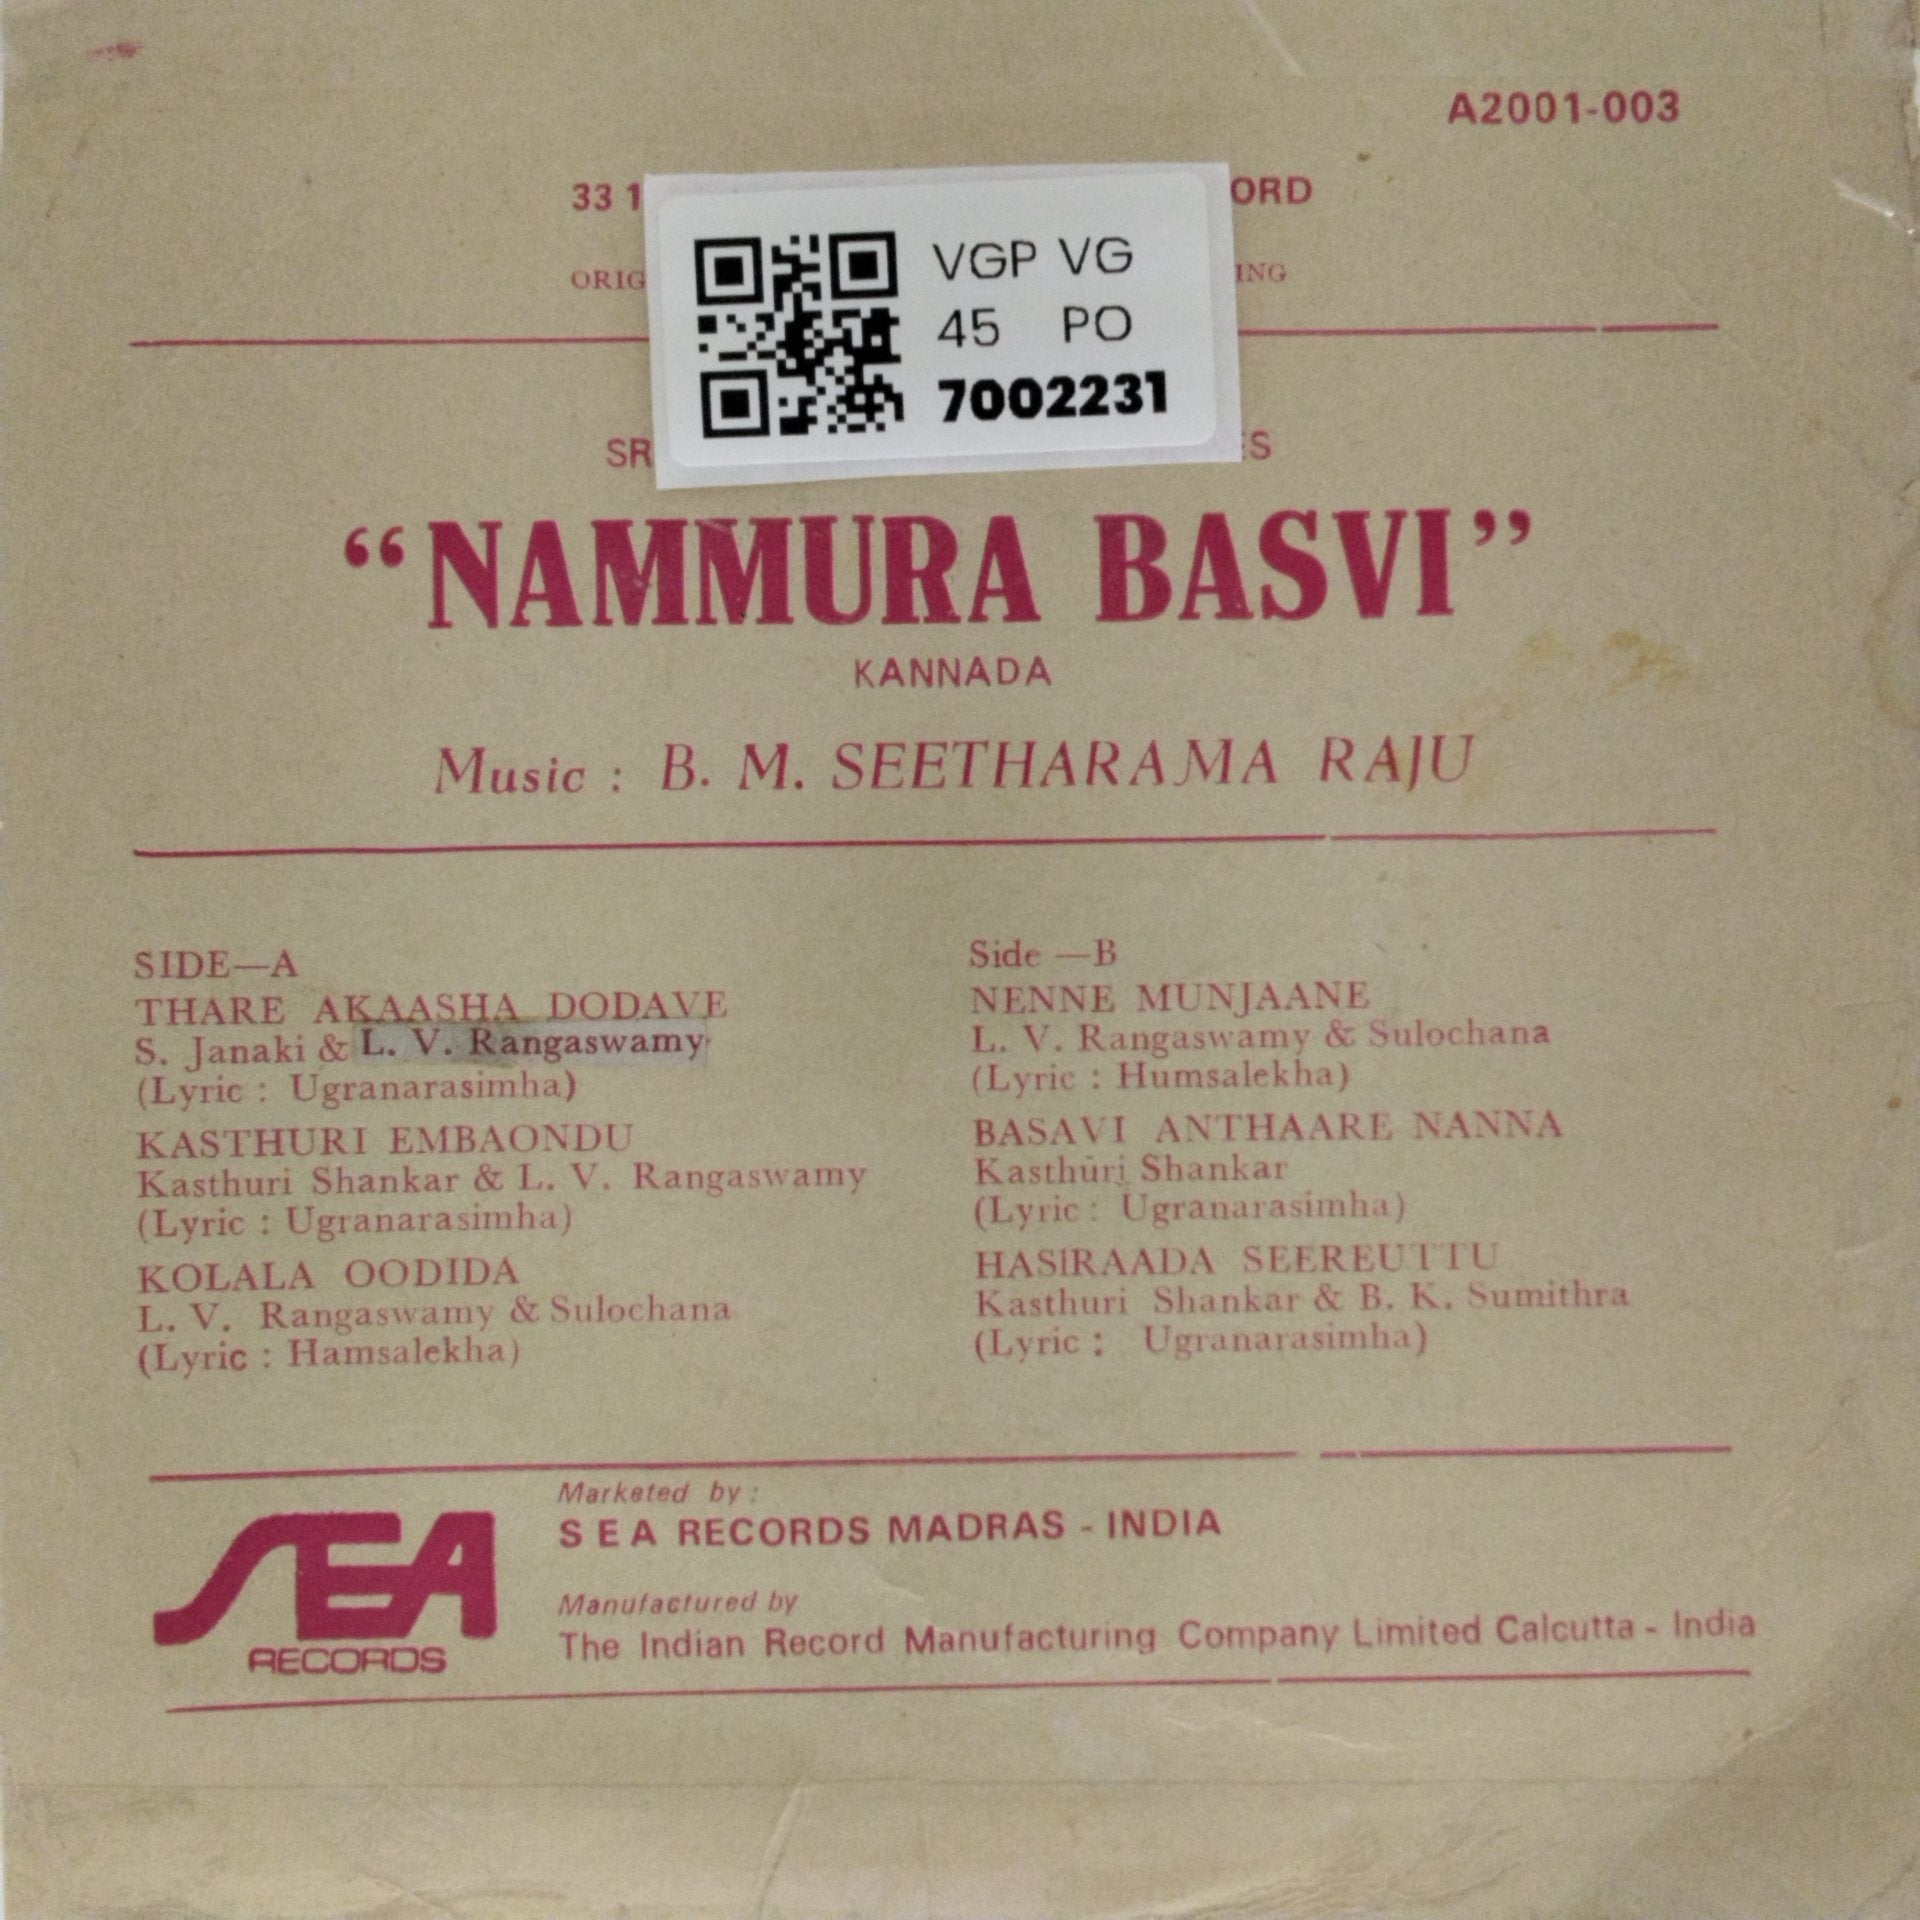 A2001-003
33 1
ORD
ORIG
ING
VGP VG
45 PO
7002231
SR
ES
“NAMMURA BASVI”
KANNADA
Music : B. M. SEETHARAMA RAJU
SIDE—A
THARE AKAASHA DODAVE
S. Janaki & L. V. Rangaswamy
(Lyric : Ugranarasimha)
KASTHURI EMBAONDU
Kasthuri Shankar & L. V. Rangaswamy
(Lyric : Ugranarasimha)
KOLALA OODIDA
L. V. Rangaswamy & Sulochana
(Lyric : Hamsalekha)
Side —B
NENNE MUNJAANE
L. V. Rangaswamy & Sulochana
(Lyric : Humsalekha)
BASAVI ANTHAARE NANNA
Kasthuri Shankar
(Lyric : Ugranarasimha)
HASIRAADA SEEREUTTU
Kasthuri Shankar & B. K. Sumithra
(Lyric : Ugranarasimha)
SEA
RECORDS
Marketed by :
S E A RECORDS MADRAS - INDIA
Manufactured by
The Indian Record Manufacturing Company Limited Calcutta - India